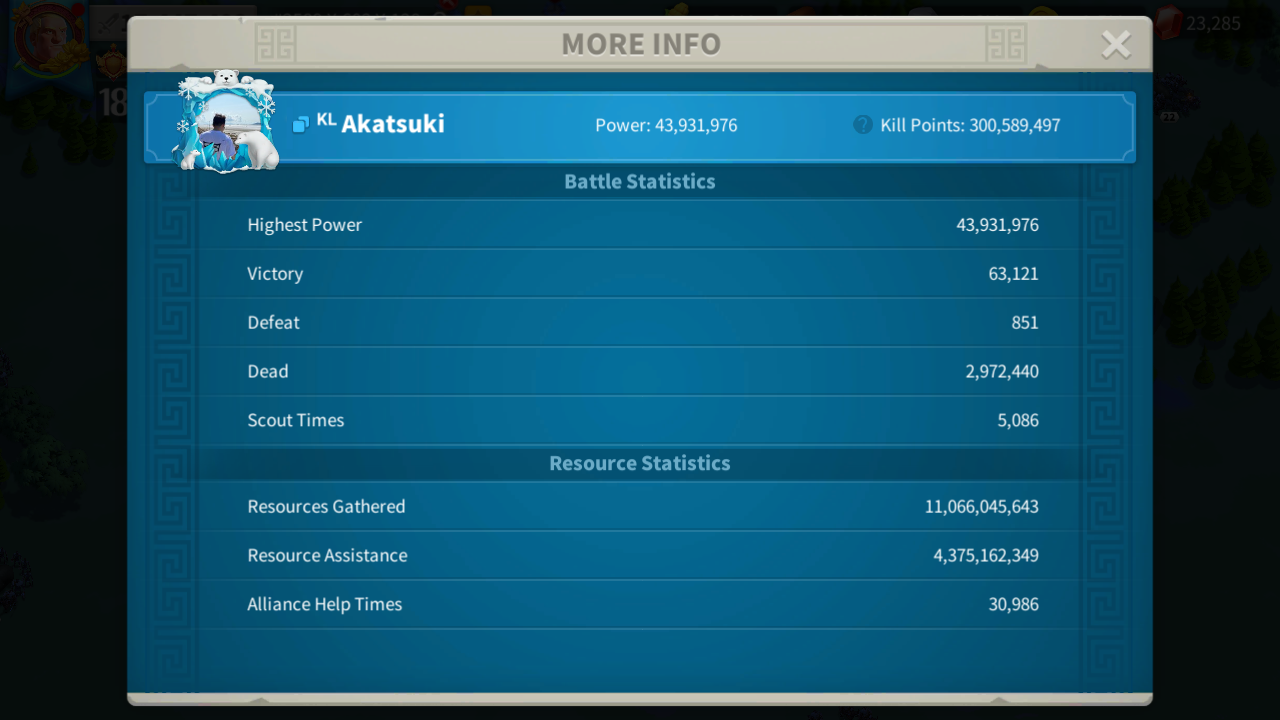 23,285
MORE INFO
18
ᴷᴸ Akatsuki
Power: 43,931,976
Kill Points: 300,589,497
Battle Statistics
Highest Power 43,931,976
Victory 63,121
Defeat 851
Dead 2,972,440
Scout Times 5,086
Resource Statistics
Resources Gathered 11,066,045,643
Resource Assistance 4,375,162,349
Alliance Help Times 30,986